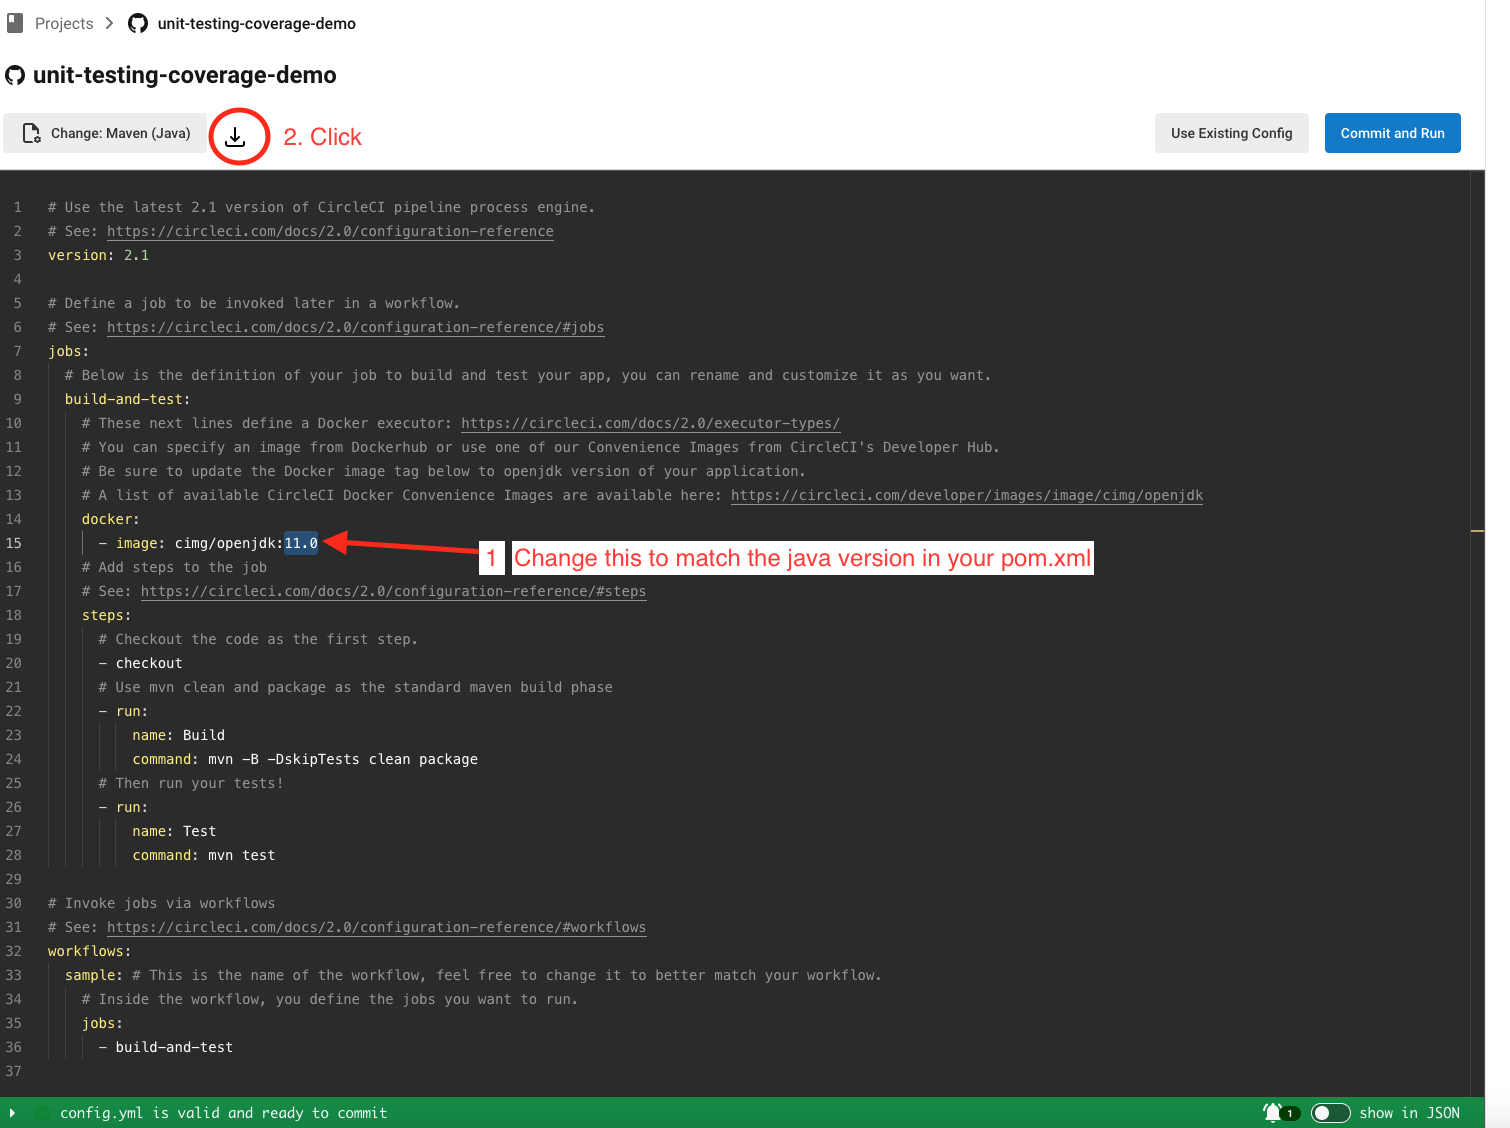 Projects > unit-testing-coverage-demo
unit-testing-coverage-demo
Change: Maven (Java)
2. Click
Use Existing Config
Commit and Run
1 # Use the latest 2.1 version of CircleCI pipeline process engine.
2 # See: https://circleci.com/docs/2.0/configuration-reference
3 version: 2.1
4
5 # Define a job to be invoked later in a workflow.
6 # See: https://circleci.com/docs/2.0/configuration-reference/#jobs
7 jobs:
8 # Below is the definition of your job to build and test your app, you can rename and customize it as you want.
9 build-and-test:
10 # These next lines define a Docker executor: https://circleci.com/docs/2.0/executor-types/
11 # You can specify an image from Dockerhub or use one of our Convenience Images from CircleCI's Developer Hub.
12 # Be sure to update the Docker image tag below to openjdk version of your application.
13 # A list of available CircleCI Docker Convenience Images are available here: https://circleci.com/developer/images/image/cimg/openjdk
14 docker:
15 - image: cimg/openjdk:11.0
1 Change this to match the java version in your pom.xml
16 # Add steps to the job
17 # See: https://circleci.com/docs/2.0/configuration-reference/#steps
18 steps:
19 # Checkout the code as the first step.
20 - checkout
21 # Use mvn clean and package as the standard maven build phase
22 - run:
23 name: Build
24 command: mvn -B -DskipTests clean package
25 # Then run your tests!
26 - run:
27 name: Test
28 command: mvn test
29
30 # Invoke jobs via workflows
31 # See: https://circleci.com/docs/2.0/configuration-reference/#workflows
32 workflows:
33 sample: # This is the name of the workflow, feel free to change it to better match your workflow.
34 # Inside the workflow, you define the jobs you want to run.
35 jobs:
36 - build-and-test
37
config.yml is valid and ready to commit
1
show in JSON